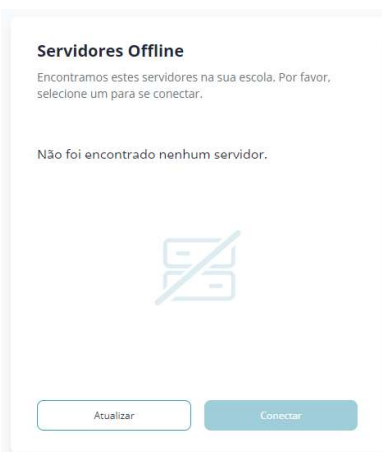 Servidores Offline
Encontramos estes servidores na sua escola. Por favor,
selecione um para se conectar.
Não foi encontrado nenhum servidor.
Atualizar
Conectar